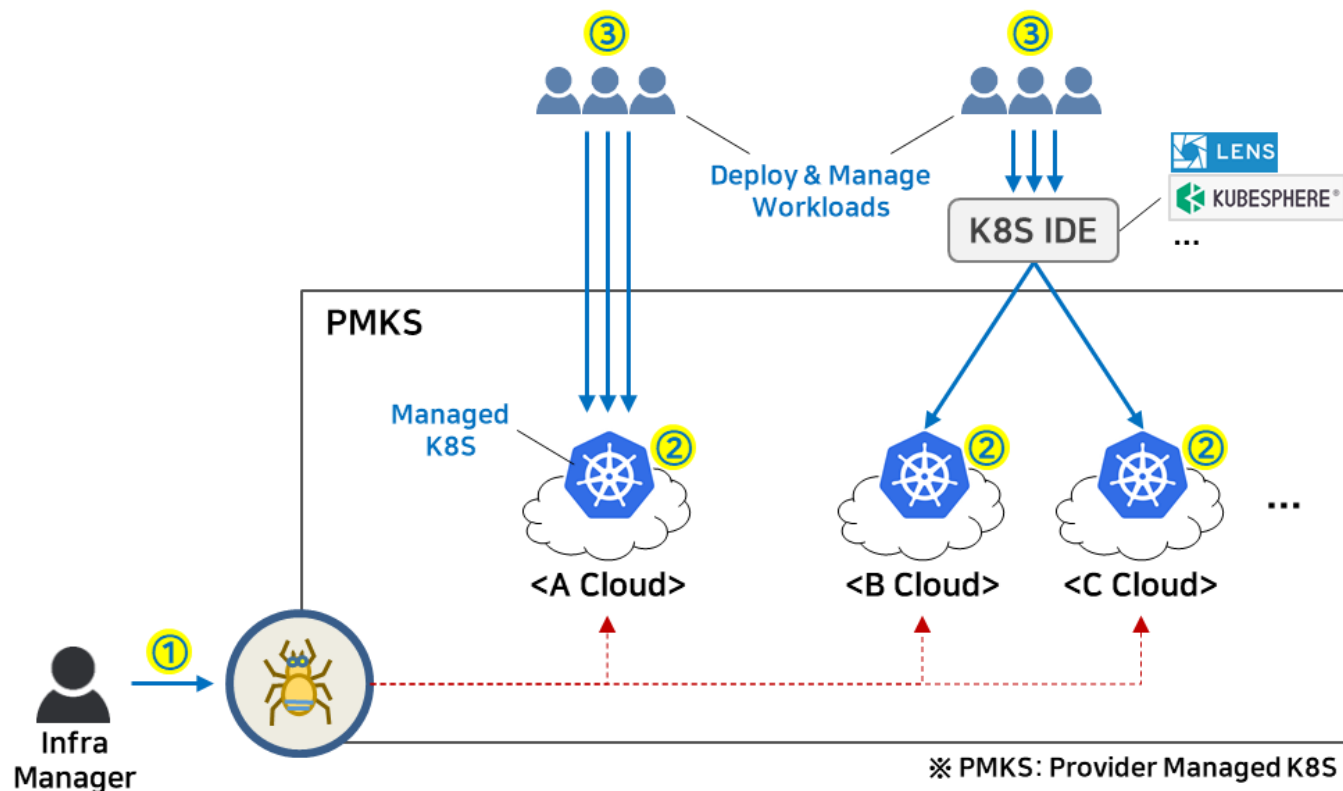 ③
③
LENS
KUBESPHERE®
...
Deploy & Manage
Workloads
K8S IDE
PMKS
Managed
K8S
②
②
②
...
<A Cloud>
<B Cloud>
<C Cloud>
①
Infra
Manager
※ PMKS: Provider Managed K8S